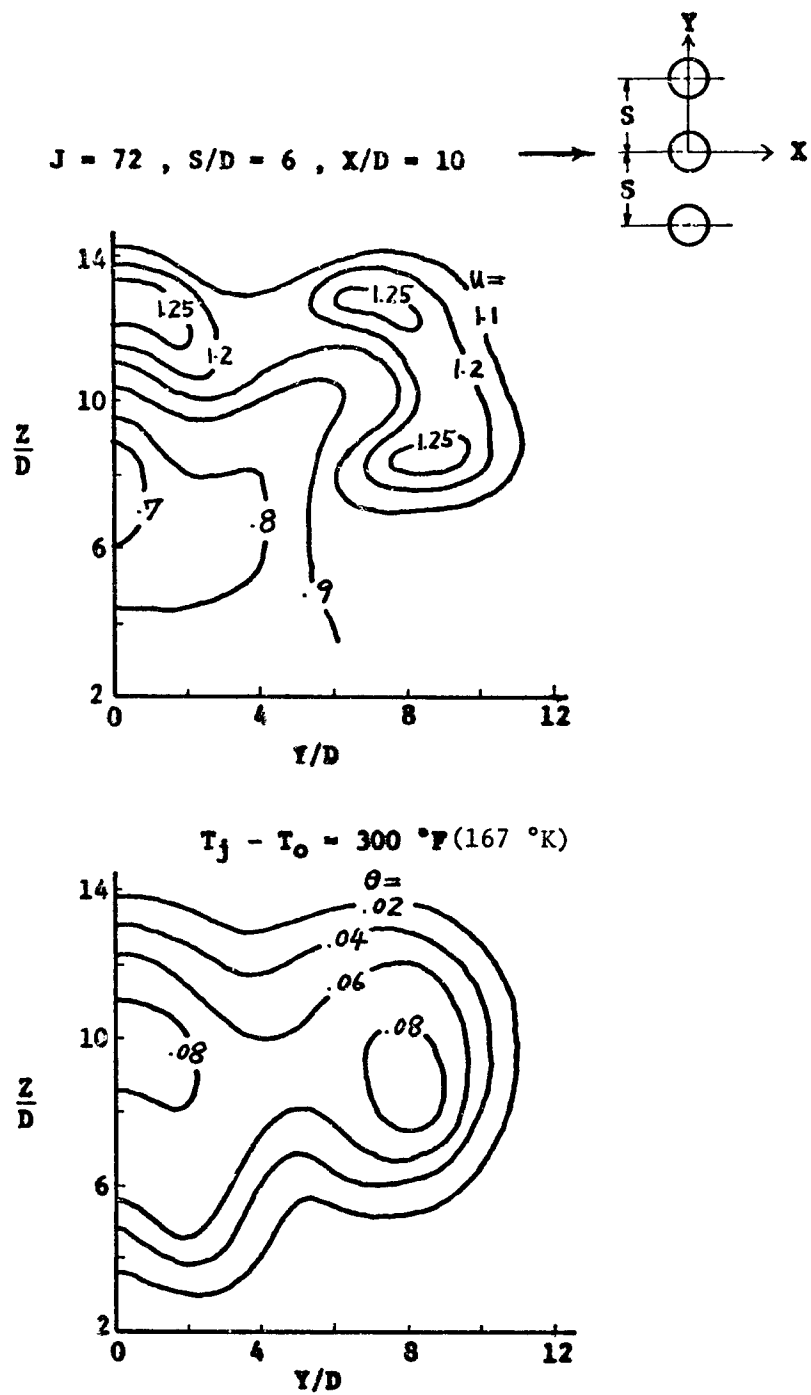 Y
S
J = 72 , S/D = 6 , X/D = 10
X
S
14
U=
1.25
1.25
1.1
1.2
1.2
10
Z
D
1.25
.7
.8
6
.9
2
0
4
8
12
Y/D
Tj - To = 300 °F (167 °K)
θ=
14
.02
.04
.06
10
.08
.08
Z
D
6
2
0
4
8
12
Y/D